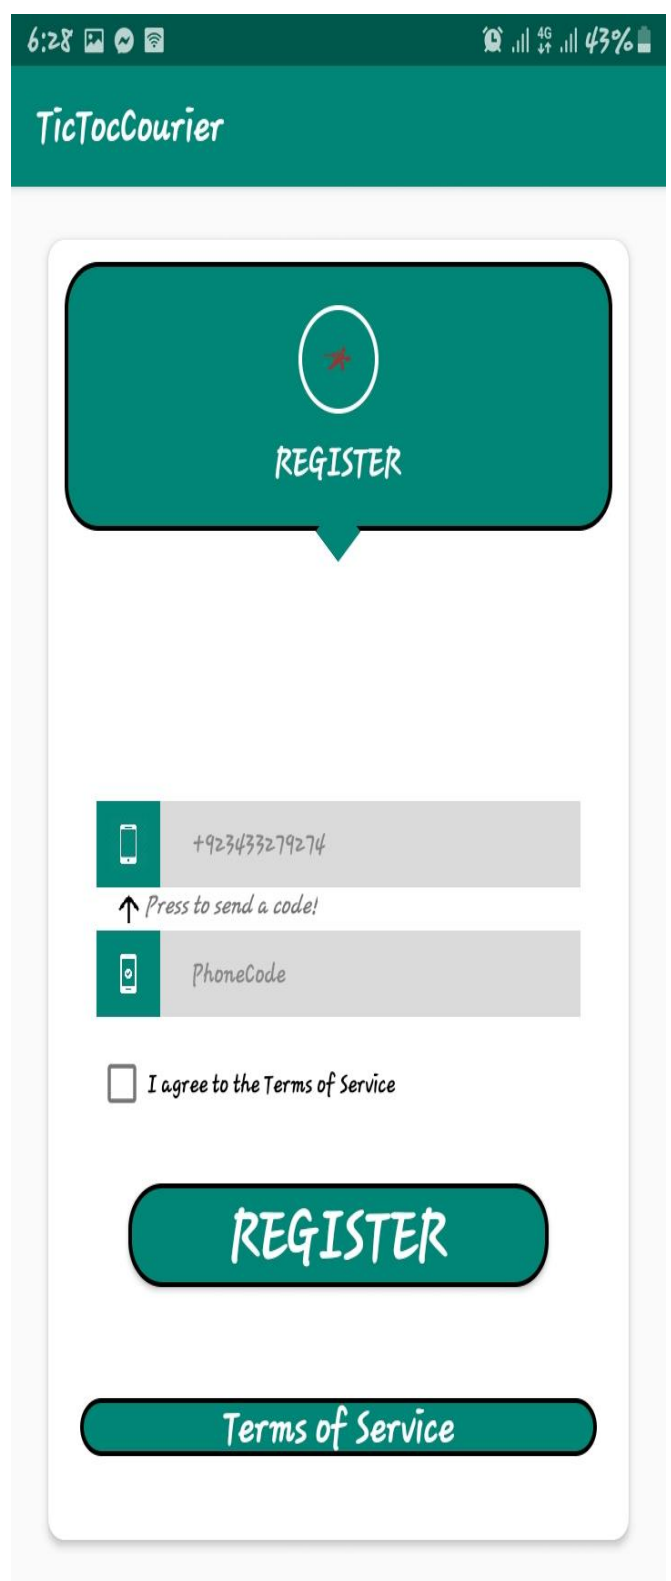 6:28 4G 43%
TicTocCourier
REGISTER
+923433279274
Press to send a code!
PhoneCode
I agree to the Terms of Service
REGISTER
Terms of Service